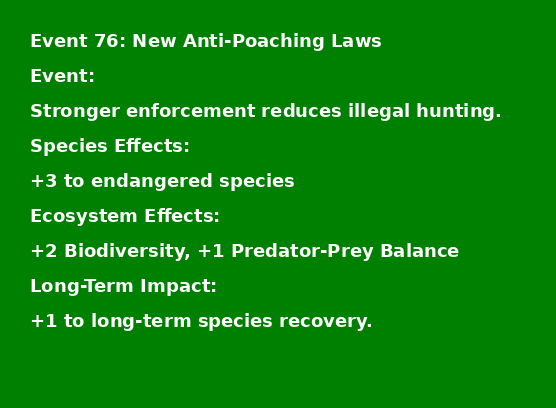 Event 76: New Anti-Poaching Laws
Event:
Stronger enforcement reduces illegal hunting.
Species Effects:
+3 to endangered species
Ecosystem Effects:
+2 Biodiversity, +1 Predator-Prey Balance
Long-Term Impact:
+1 to long-term species recovery.